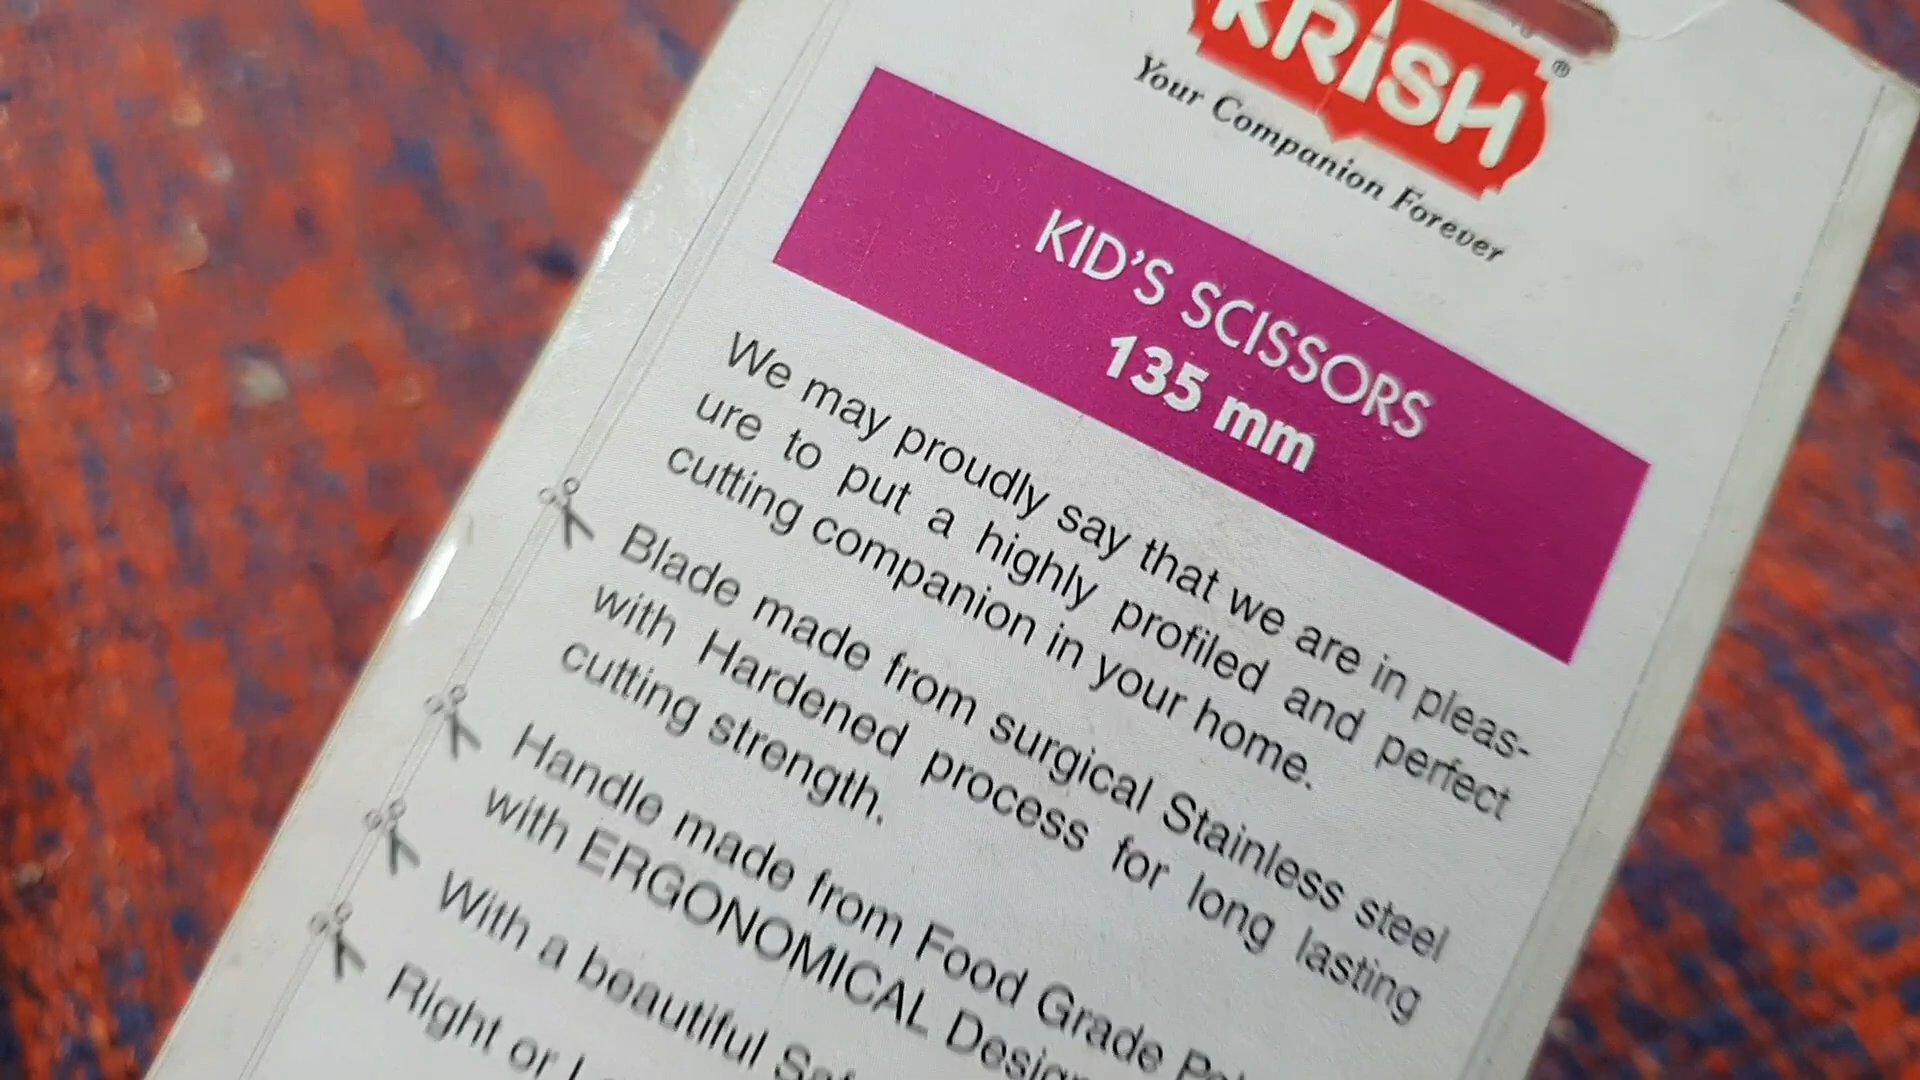 KRISH®
Your Companion Forever
KID'S SCISSORS
135 mm
We may proudly say that we are in pleas-
ure to put a highly profiled and perfect
cutting companion in your home.
Blade made from surgical Stainless steel
with Hardened process for long lasting
cutting strength.
Handle made from Food Grade
with ERGONOMICAL Design
With a beautiful
Right or